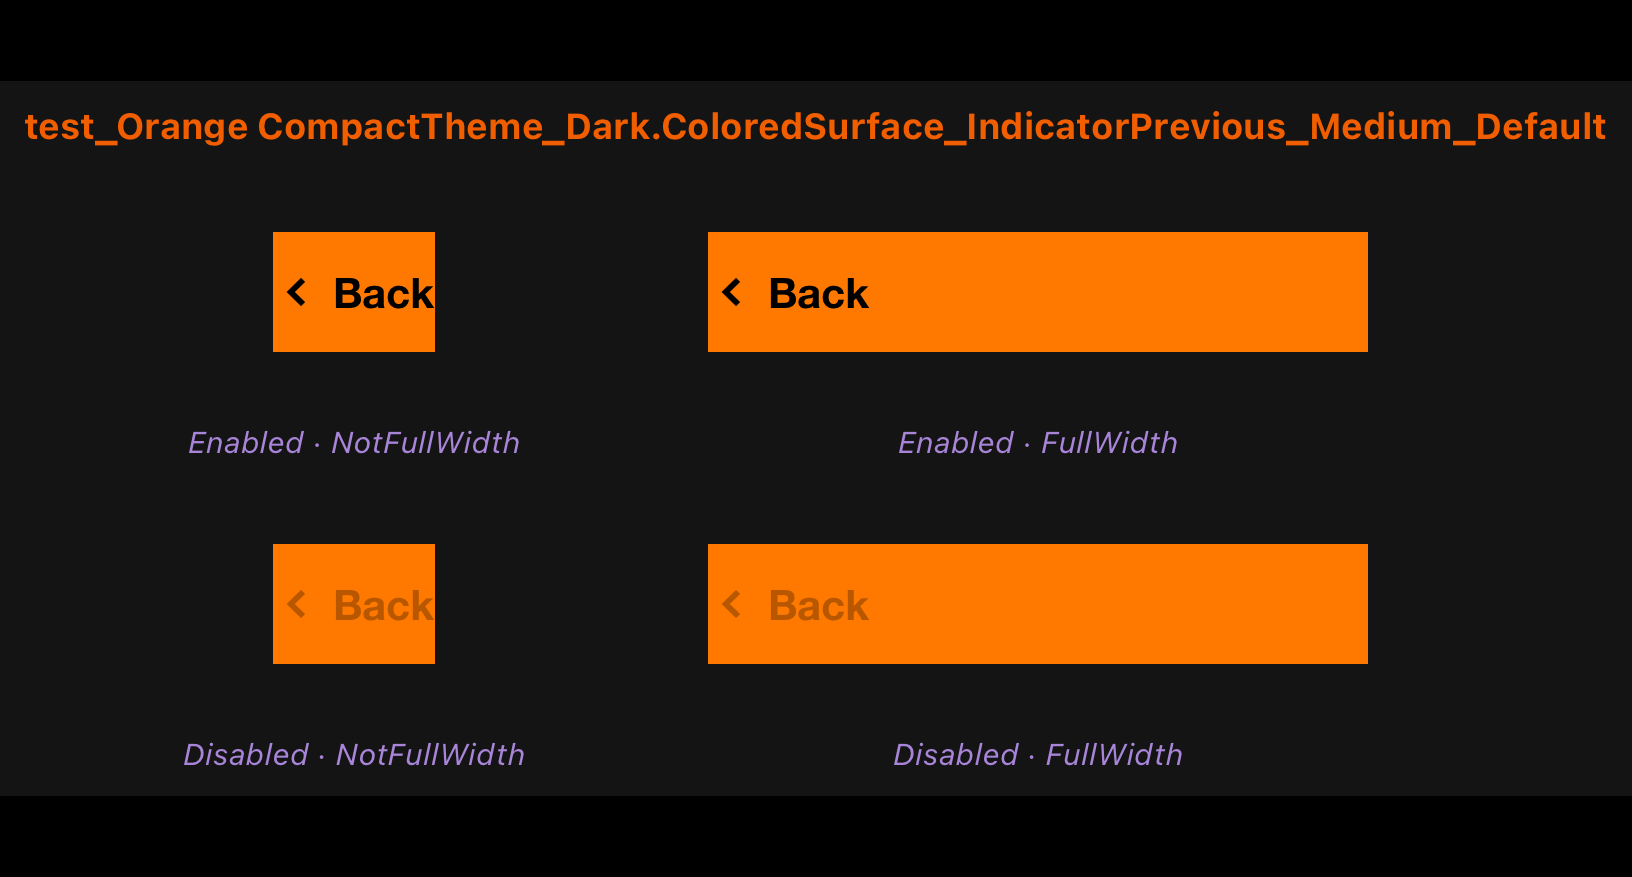 test_Orange CompactTheme_Dark.ColoredSurface_IndicatorPrevious_Medium_Default
Back
Back
Enabled · NotFullWidth
Enabled · FullWidth
Back
Back
Disabled · NotFullWidth
Disabled · FullWidth